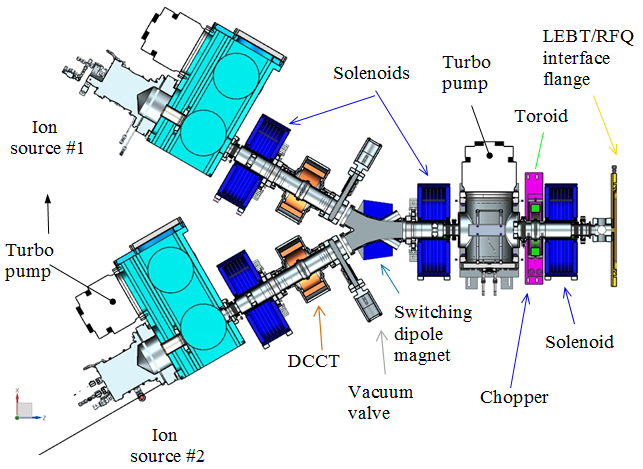 LEBT/RFQ
interface
flange
Turbo
pump
Solenoids
Toroid
Ion
source #1
Turbo
pump
Switching
dipole
magnet
Solenoid
DCCT
Vacuum
valve
Chopper
Ion
source #2
X
Z